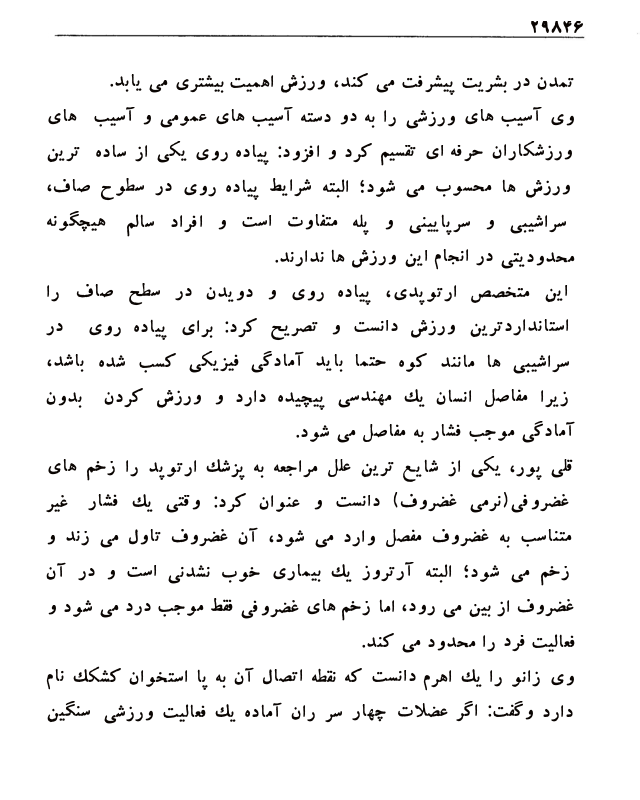 ۲۹۸۴۶
تمدن در بشریت پیشرفت می کند، ورزش اهمیت بیشتری می یابد.
وی آسیب های ورزشی را به دو دسته آسیب های عمومی و آسیب های
ورزشکاران حرفه ای تقسیم کرد و افزود: پیاده روی یکی از ساده ترین
ورزش ها محسوب می شود؛ البته شرایط پیاده روی در سطوح صاف،
سراشیبی و سرپایینی و پله متفاوت است و افراد سالم هیچگونه
محدودیتی در انجام این ورزش ها ندارند.
این متخصص ارتوپدی، پیاده روی و دویدن در سطح صاف را
استانداردترین ورزش دانست و تصریح کرد: برای پیاده روی در
سراشیبی ها مانند کوه حتما باید آمادگی فیزیکی کسب شده باشد،
زیرا مفاصل انسان یك مهندسی پیچیده دارد و ورزش کردن بدون
آمادگی موجب فشار به مفاصل می شود.
قلی پور، یکی از شایع ترین علل مراجعه به پزشك ارتوپد را زخم های
غضروفی(نرمی غضروف) دانست و عنوان کرد: وقتی یك فشار غیر
متناسب به غضروف مفصل وارد می شود، آن غضروف تاول می زند و
زخم می شود؛ البته آرتروز یك بیماری خوب نشدنی است و در آن
غضروف از بین می رود، اما زخم های غضروفی فقط موجب درد می شود و
فعالیت فرد را محدود می کند.
وی زانو را یك اهرم دانست که نقطه اتصال آن به پا استخوان کشکك نام
دارد وگفت: اگر عضلات چهار سر ران آماده یك فعالیت ورزشی سنگین